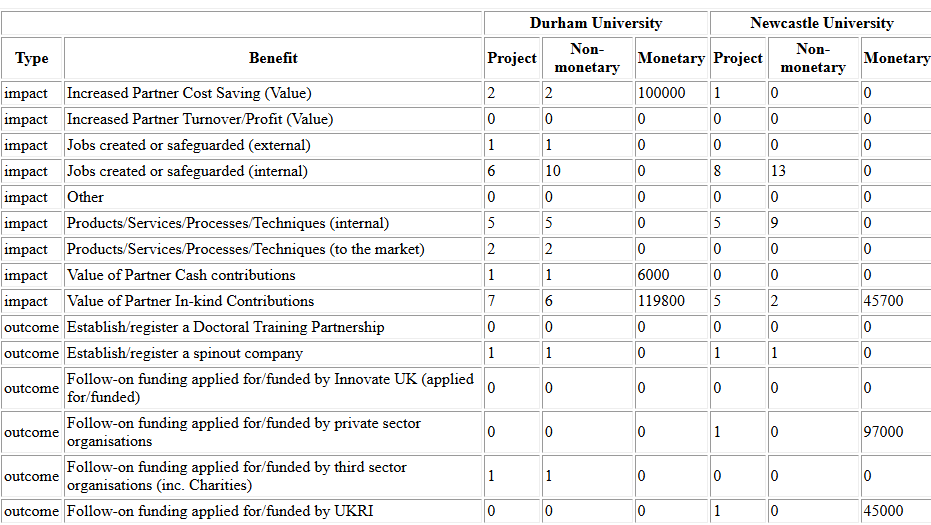 Durham University Newcastle University
Type Benefit Project Non-monetary Monetary Project Non-monetary Monetary
impact Increased Partner Cost Saving (Value) 2 2 100000 1 0 0
impact Increased Partner Turnover/Profit (Value) 0 0 0 0 0 0
impact Jobs created or safeguarded (external) 1 1 0 0 0 0
impact Jobs created or safeguarded (internal) 6 10 0 8 13 0
impact Other 0 0 0 0 0 0
impact Products/Services/Processes/Techniques (internal) 5 5 0 5 9 0
impact Products/Services/Processes/Techniques (to the market) 2 2 0 0 0 0
impact Value of Partner Cash contributions 1 1 6000 0 0 0
impact Value of Partner In-kind Contributions 7 6 119800 5 2 45700
outcome Establish/register a Doctoral Training Partnership 0 0 0 0 0 0
outcome Establish/register a spinout company 1 1 0 1 1 0
outcome Follow-on funding applied for/funded by Innovate UK (applied
for/funded) 0 0 0 0 0 0
outcome Follow-on funding applied for/funded by private sector
organisations 0 0 0 1 0 97000
outcome Follow-on funding applied for/funded by third sector
organisations (inc. Charities) 1 1 0 0 0 0
outcome Follow-on funding applied for/funded by UKRI 0 0 0 1 0 45000